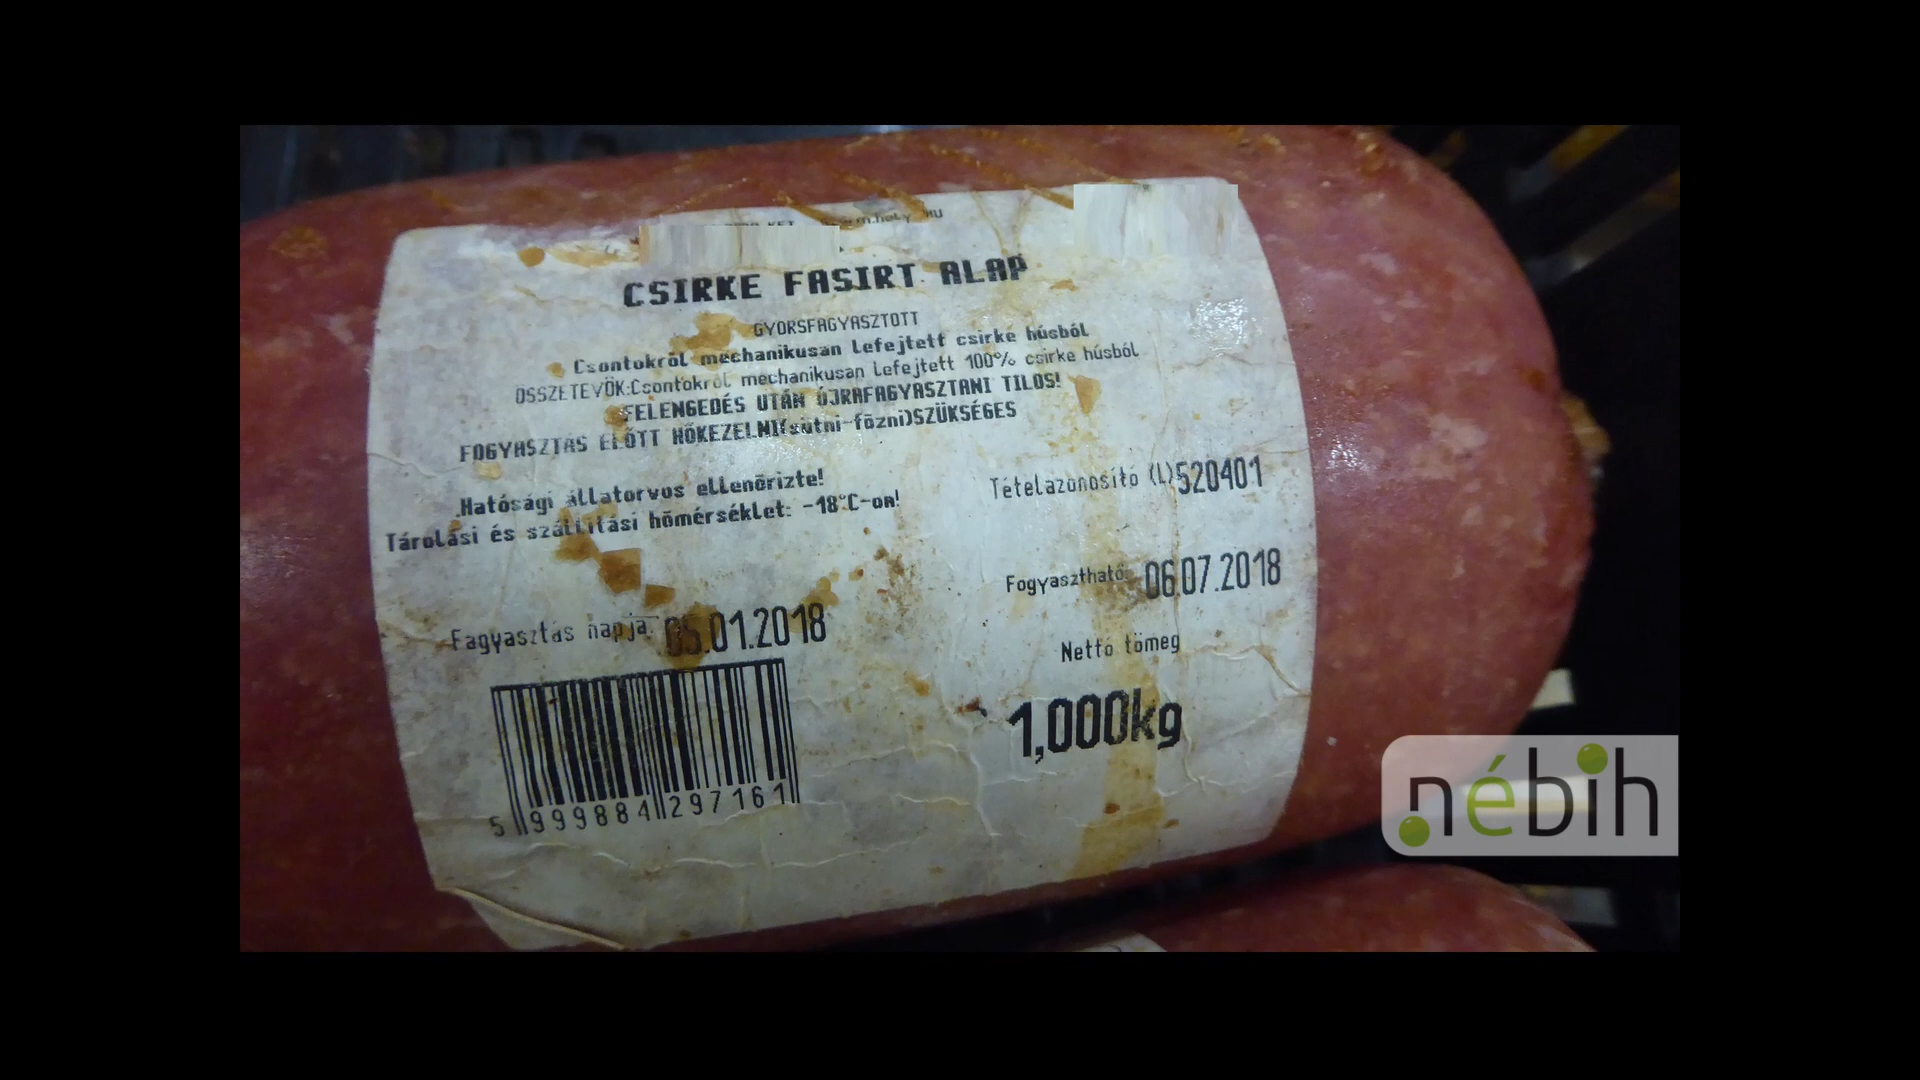 CSIRKE FASIRT ALAP
GYORSFAGYASZTOTT
Csontokról mechanikusan lefejtett csirke húsból
ÖSSZETEVŐK:Csontokról mechanikusan lefejtett 100% csirke húsból
FELENGEDÉS UTÁN ÚJRAFAGYASZTANI TILOS!
FOGYASZTÁS ELŐTT HŐKEZELNI(sütni-főzni)SZÜKSÉGES
Hatósági állatorvos ellenőrizte!
Tárolási és szállítási hőmérséklet: -18°C-on!
Tételazonosító (L)520401
Fogyasztható: 06.07.2018
Fagyasztás napja: 05.01.2018
Nettó tömeg
1,000kg
5 999884 297161
nébih